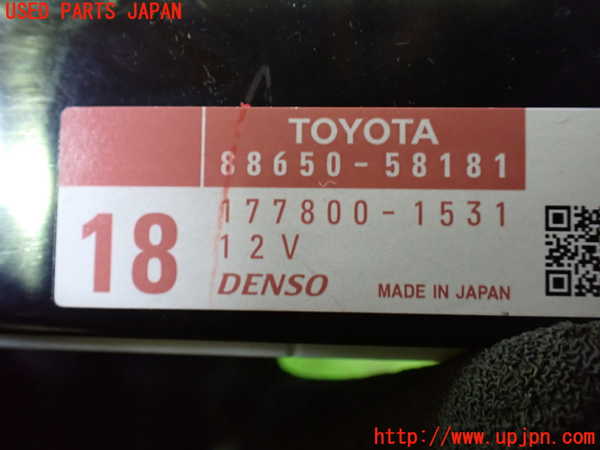 USED PARTS JAPAN
TOYOTA
88650-58181
18
177800-1531
12V
DENSO
MADE IN JAPAN
http://www.upjpn.com/